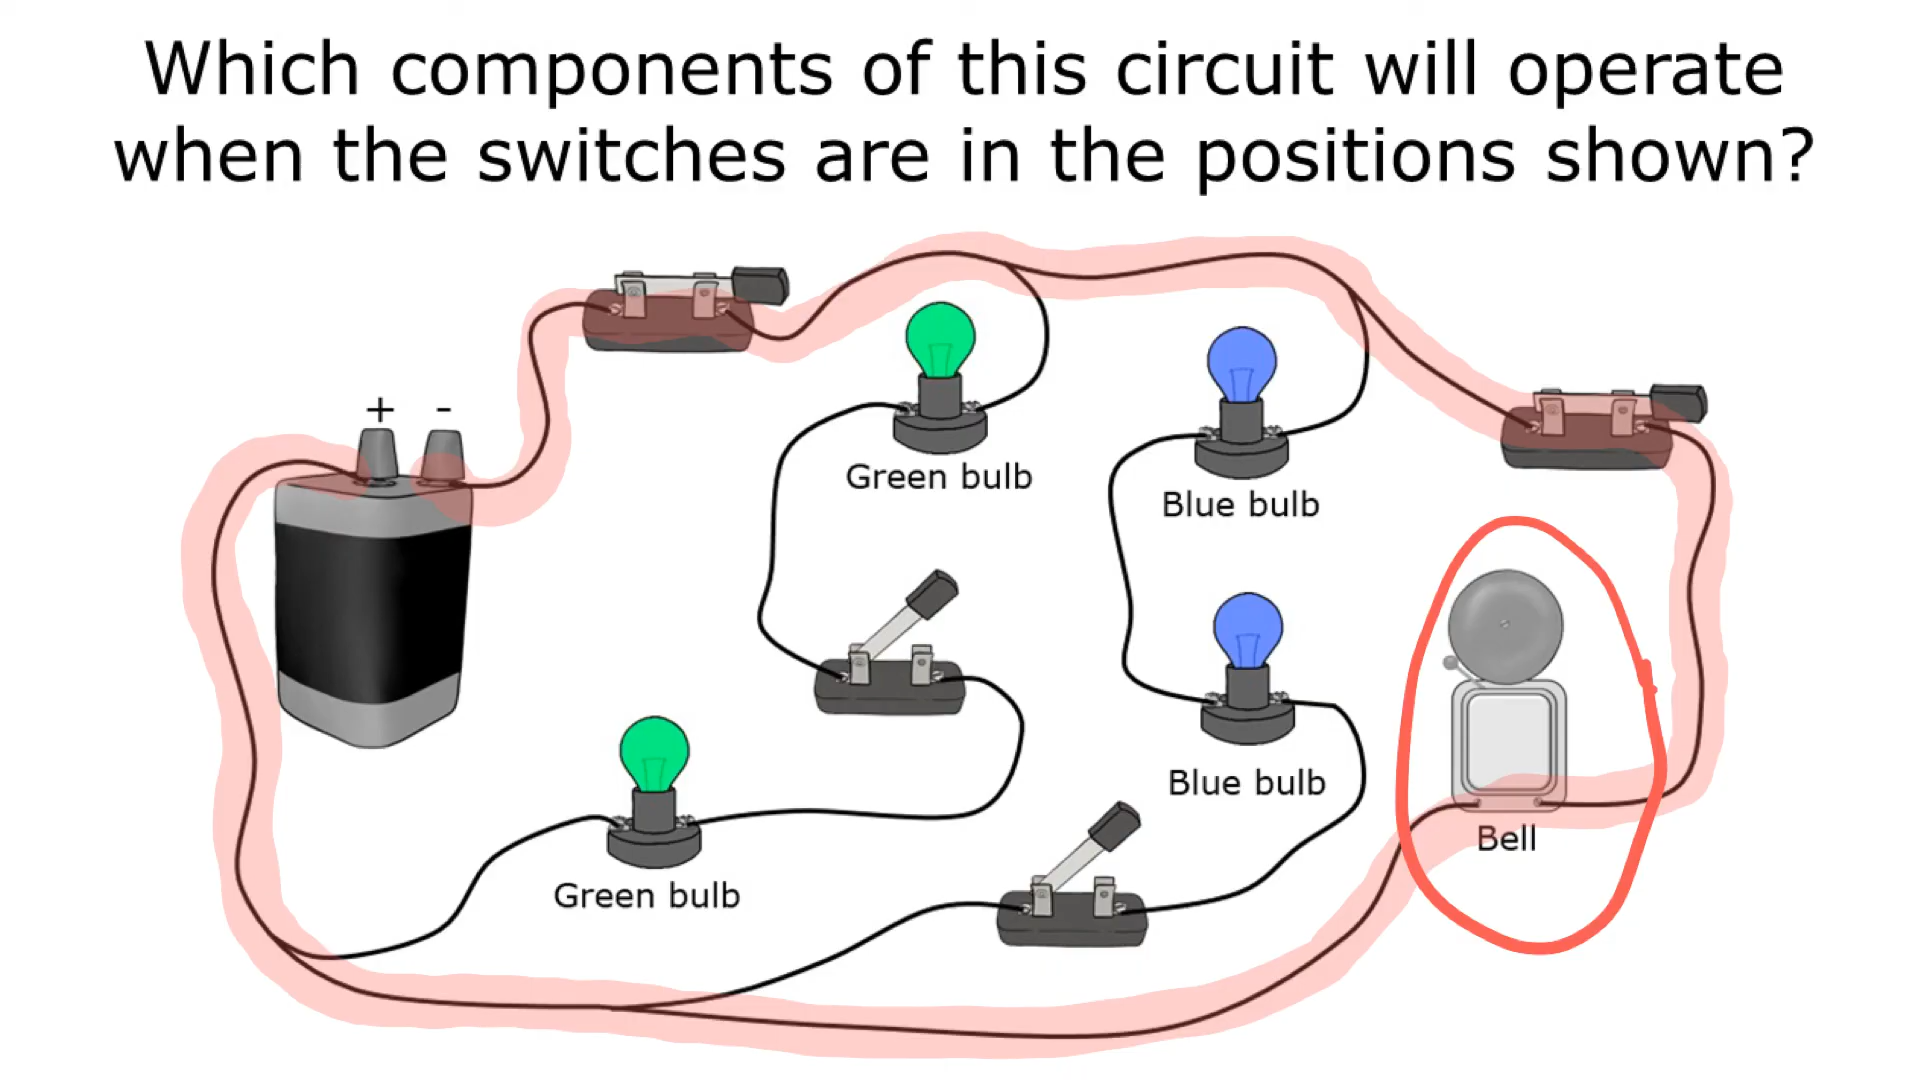 Which components of this circuit will operate
when the switches are in the positions shown?
+ -
Green bulb
Blue bulb
Blue bulb
Bell
Green bulb